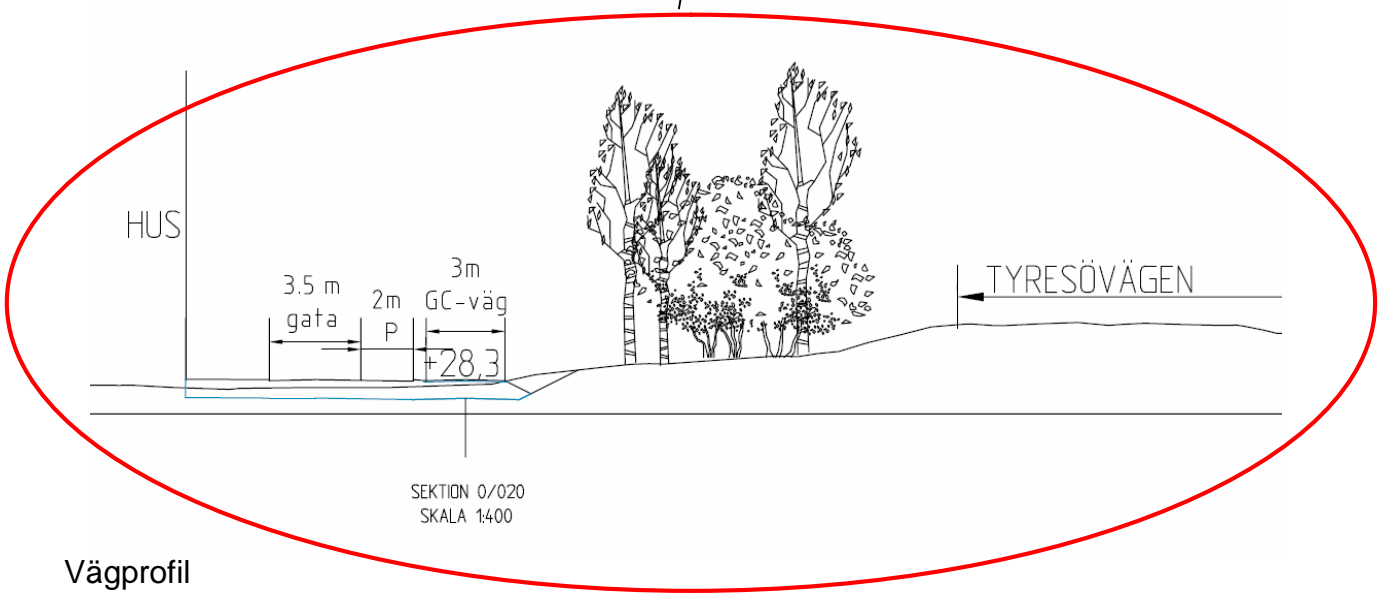 HUS
3.5 m
gata
2m
P
3m
GC-väg
+28,3
TYRESÖVÄGEN
SEKTION 0/020
SKALA 1:400
Vägprofil